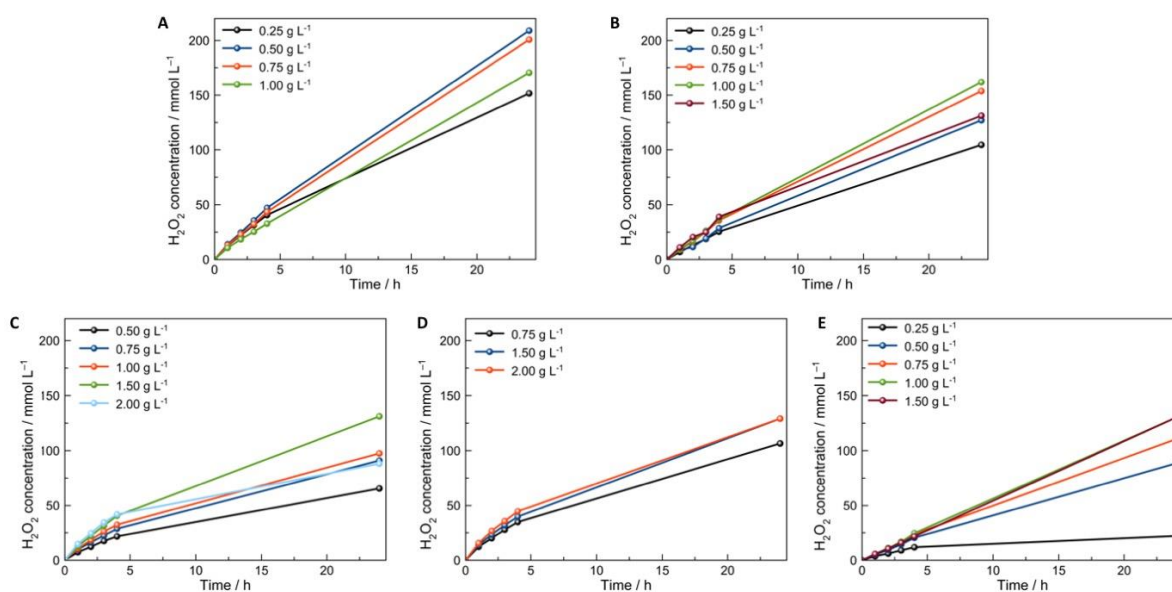 A
H₂O₂ concentration / mmol L⁻¹
200
150
100
50
0
0.25 g L⁻¹
0.50 g L⁻¹
0.75 g L⁻¹
1.00 g L⁻¹
0 5 10 15 20
Time / h
B
H₂O₂ concentration / mmol L⁻¹
200
150
100
50
0
0.25 g L⁻¹
0.50 g L⁻¹
0.75 g L⁻¹
1.00 g L⁻¹
1.50 g L⁻¹
0 5 10 15 20
Time / h
C
H₂O₂ concentration / mmol L⁻¹
200
150
100
50
0
0.50 g L⁻¹
0.75 g L⁻¹
1.00 g L⁻¹
1.50 g L⁻¹
2.00 g L⁻¹
0 5 10 15 20
Time / h
D
H₂O₂ concentration / mmol L⁻¹
200
150
100
50
0
0.75 g L⁻¹
1.50 g L⁻¹
2.00 g L⁻¹
0 5 10 15 20
Time / h
E
H₂O₂ concentration / mmol L⁻¹
200
150
100
50
0
0.25 g L⁻¹
0.50 g L⁻¹
0.75 g L⁻¹
1.00 g L⁻¹
1.50 g L⁻¹
0 5 10 15 20
Time / h